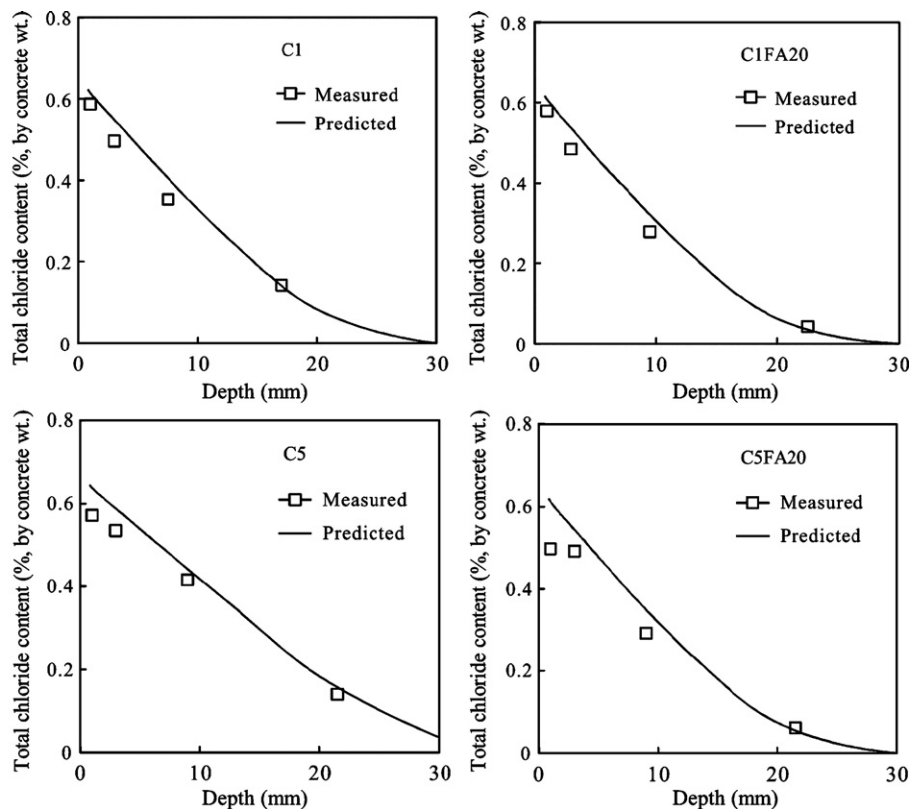 Total chloride content (%, by concrete wt.)
0.8
0.6
0.4
0.2
0
C1
Measured
Predicted
0
10
20
30
Depth (mm)
Total chloride content (%, by concrete wt.)
0.8
0.6
0.4
0.2
0
C1FA20
Measured
Predicted
0
10
20
30
Depth (mm)
Total chloride content (%, by concrete wt.)
0.8
0.6
0.4
0.2
0
C5
Measured
Predicted
0
10
20
30
Depth (mm)
Total chloride content (%, by concrete wt.)
0.8
0.6
0.4
0.2
0
C5FA20
Measured
Predicted
0
10
20
30
Depth (mm)